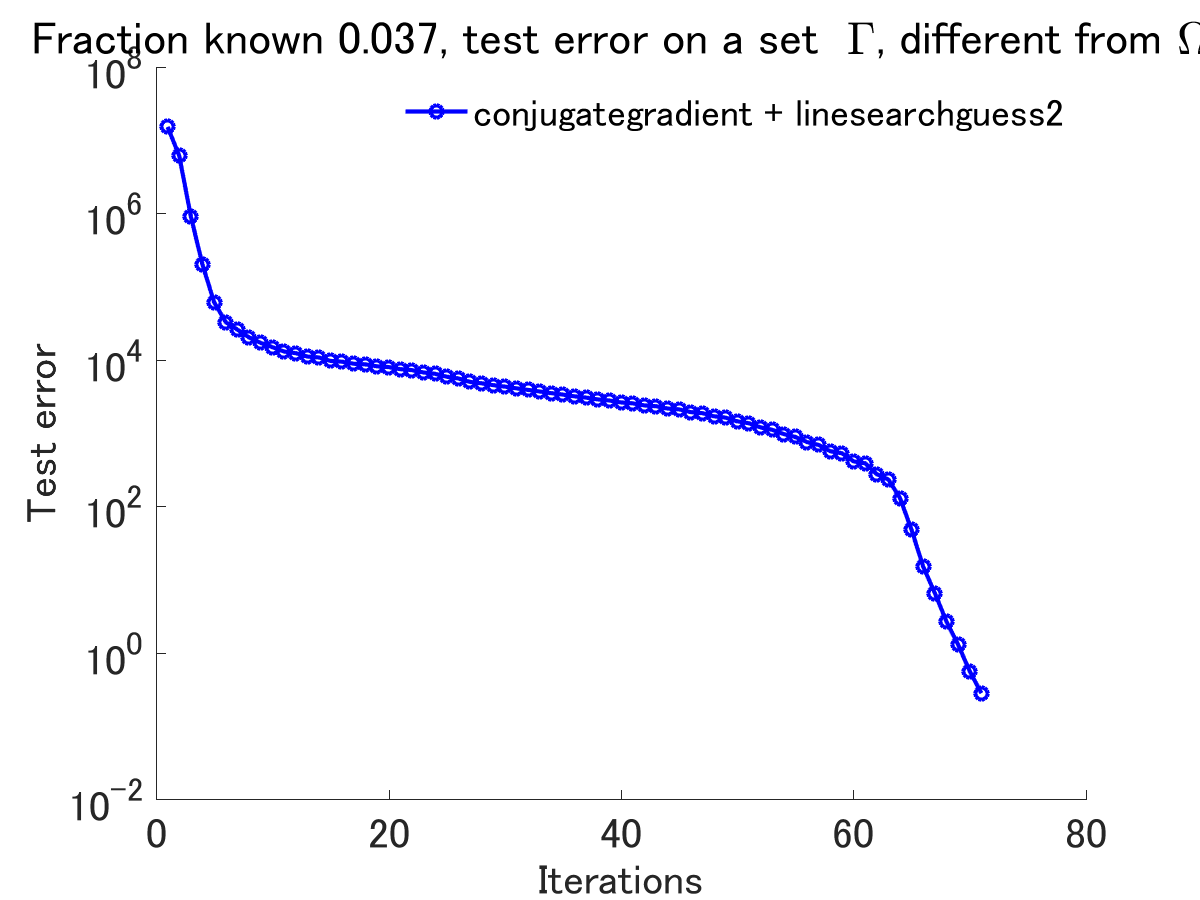 Fraction known 0.037, test error on a set Γ, different from Ω
10^8
conjugategradient + linesearchguess2
10^6
10^4
10^2
10^0
10^−2
Test error
0 20 40 60 80
Iterations